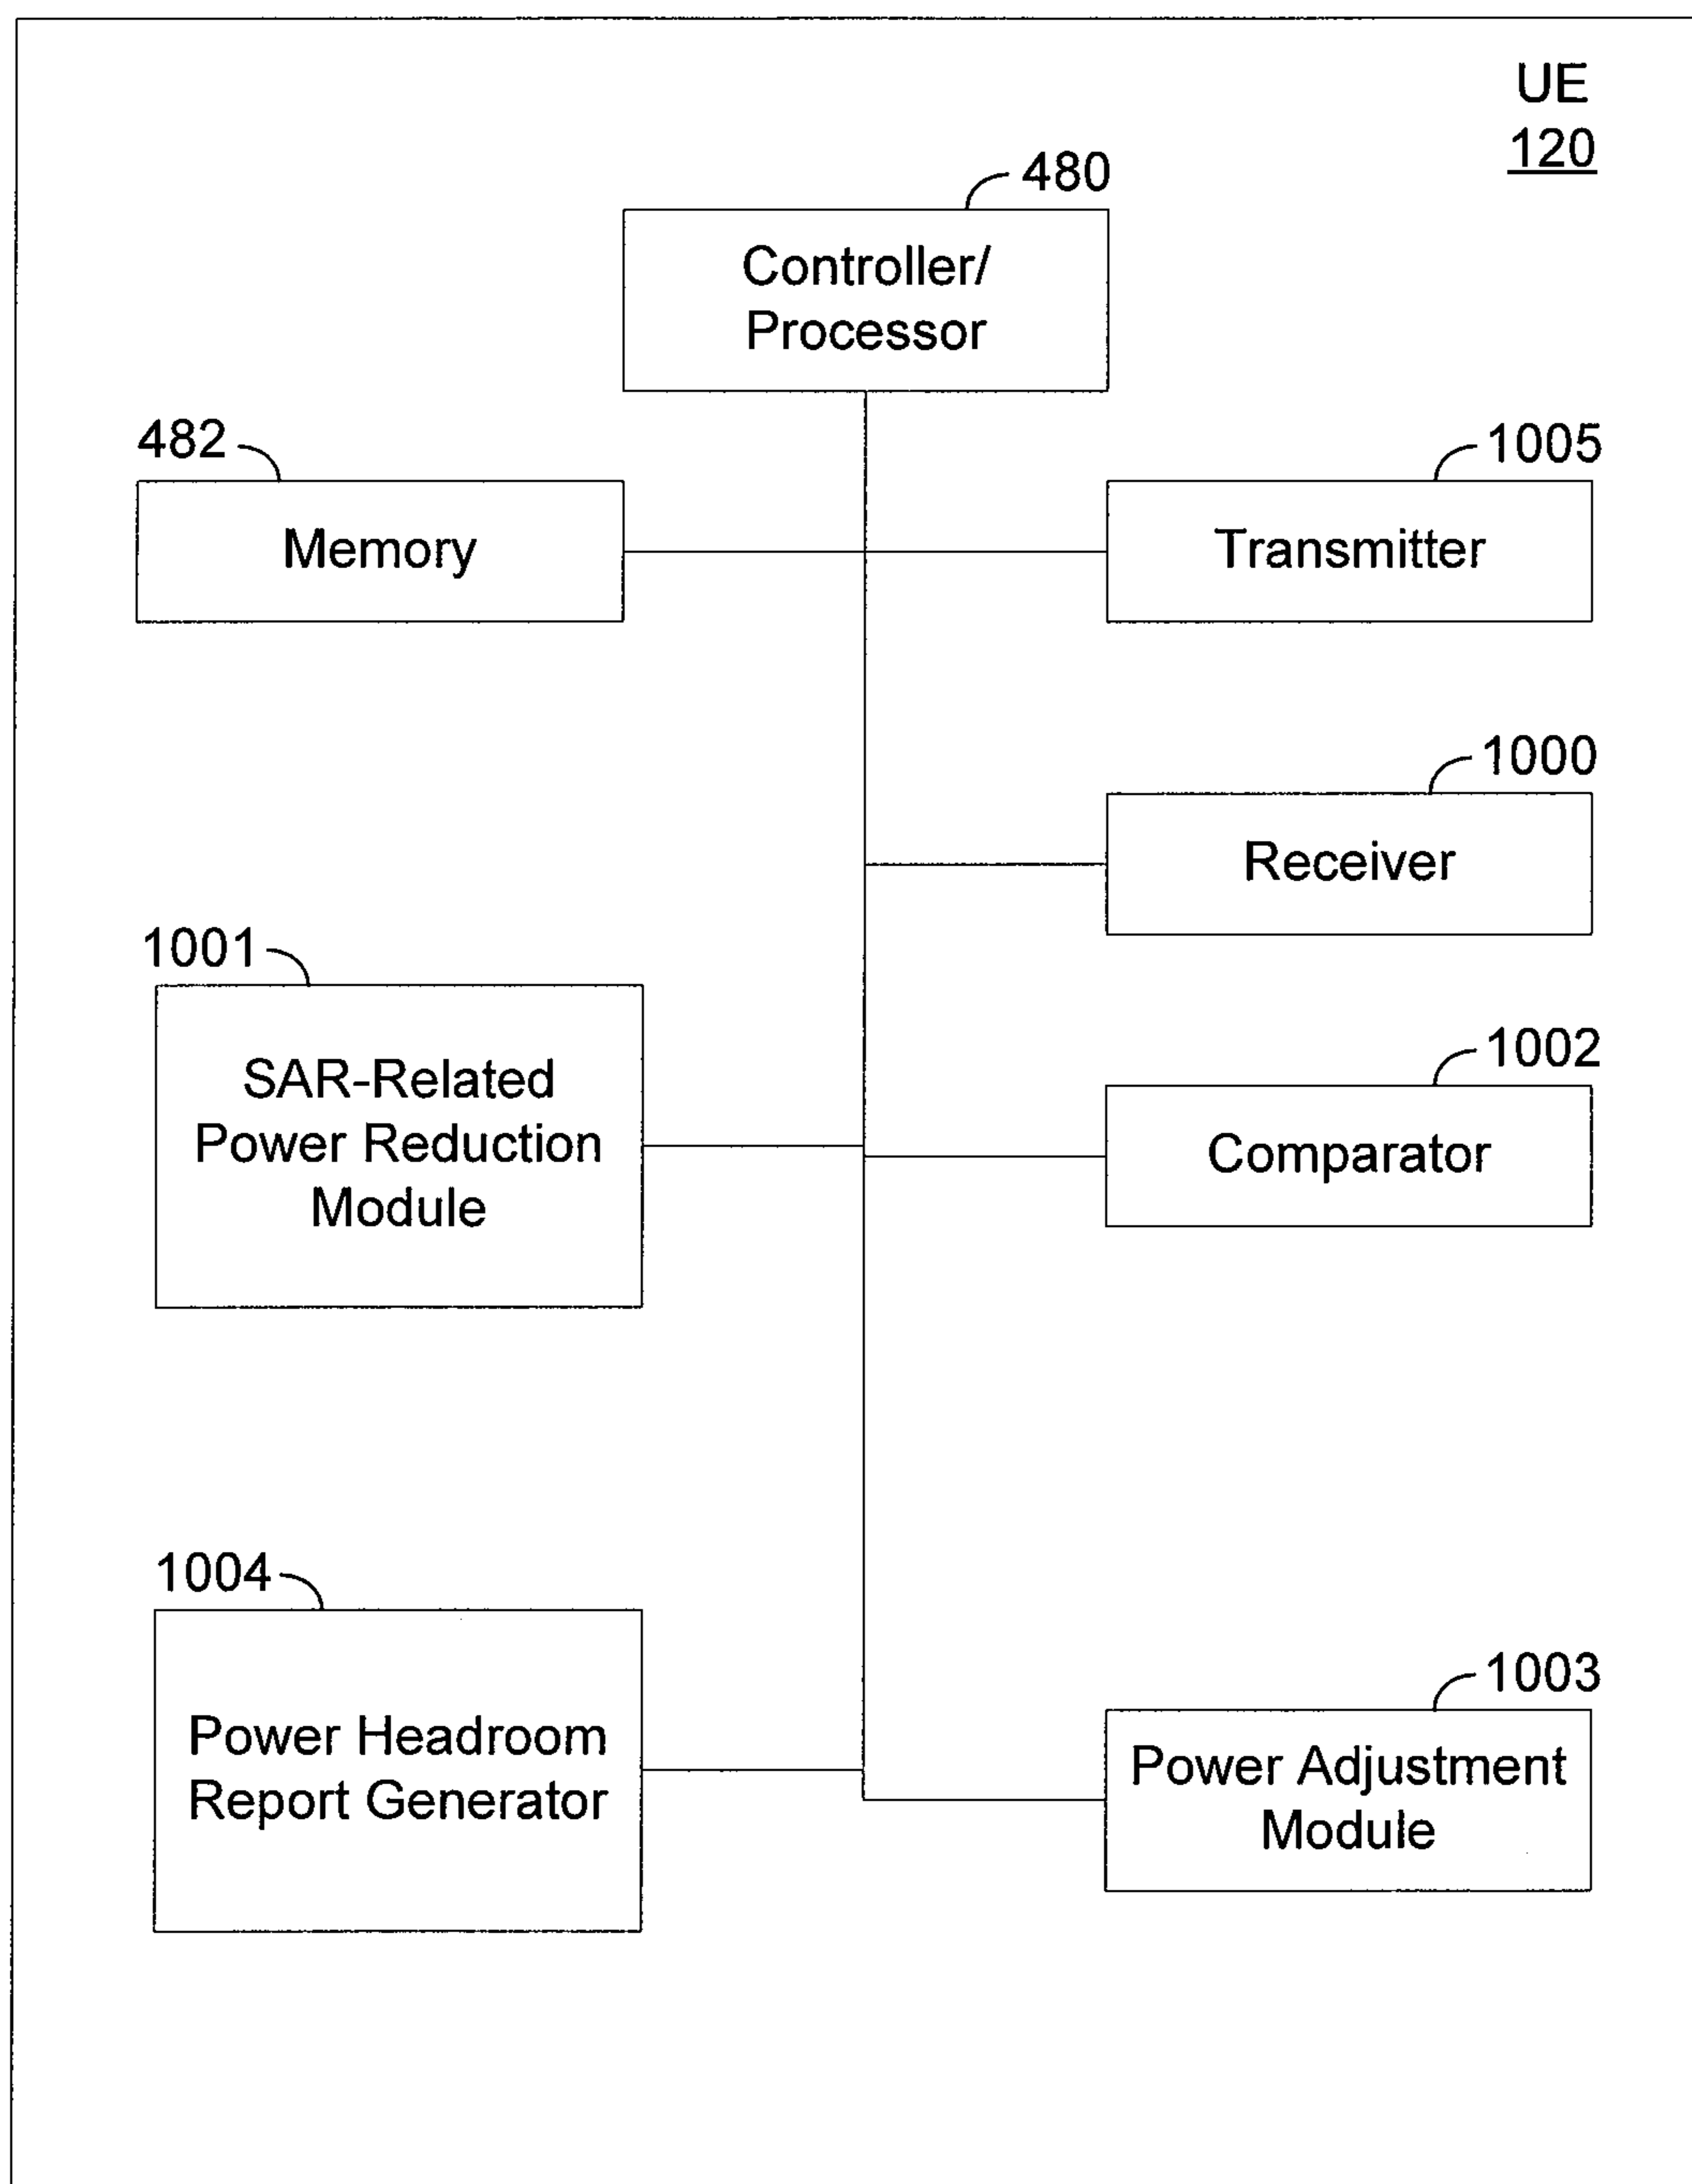 UE
120
480
Controller/
Processor
482
Memory
1005
Transmitter
1000
Receiver
1001
SAR-Related
Power Reduction
Module
1002
Comparator
1004
Power Headroom
Report Generator
1003
Power Adjustment
Module